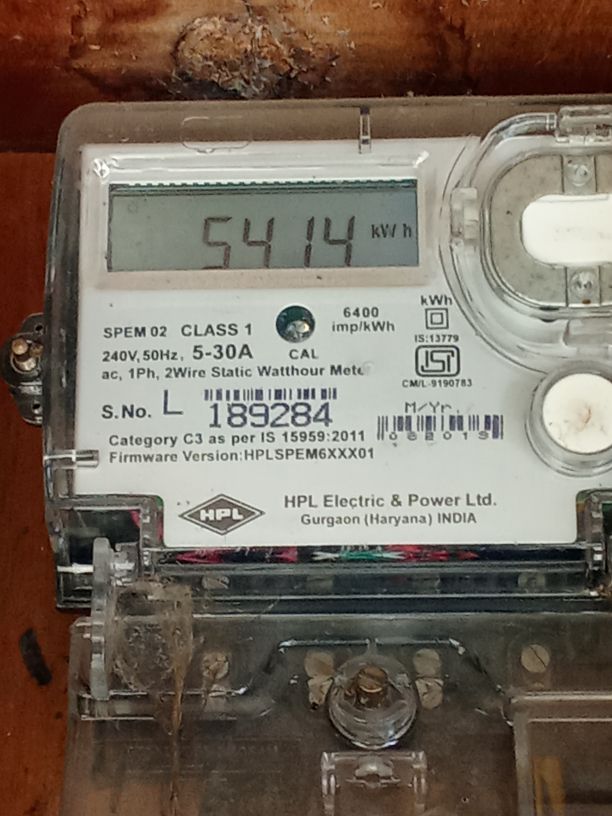 5414 kWh
SPEM 02 CLASS 1
6400
imp/kWh
kWh
IS:13779
240V, 50Hz, 5-30A
CAL
ISI
CM/L-9190783
ac, 1Ph, 2Wire Static Watthour Mete
S.No. L 189284
M/Yr.
062019
Category C3 as per IS 15959:2011
Firmware Version:HPLSPEM6XXX01
HPL
HPL Electric & Power Ltd.
Gurgaon (Haryana) INDIA